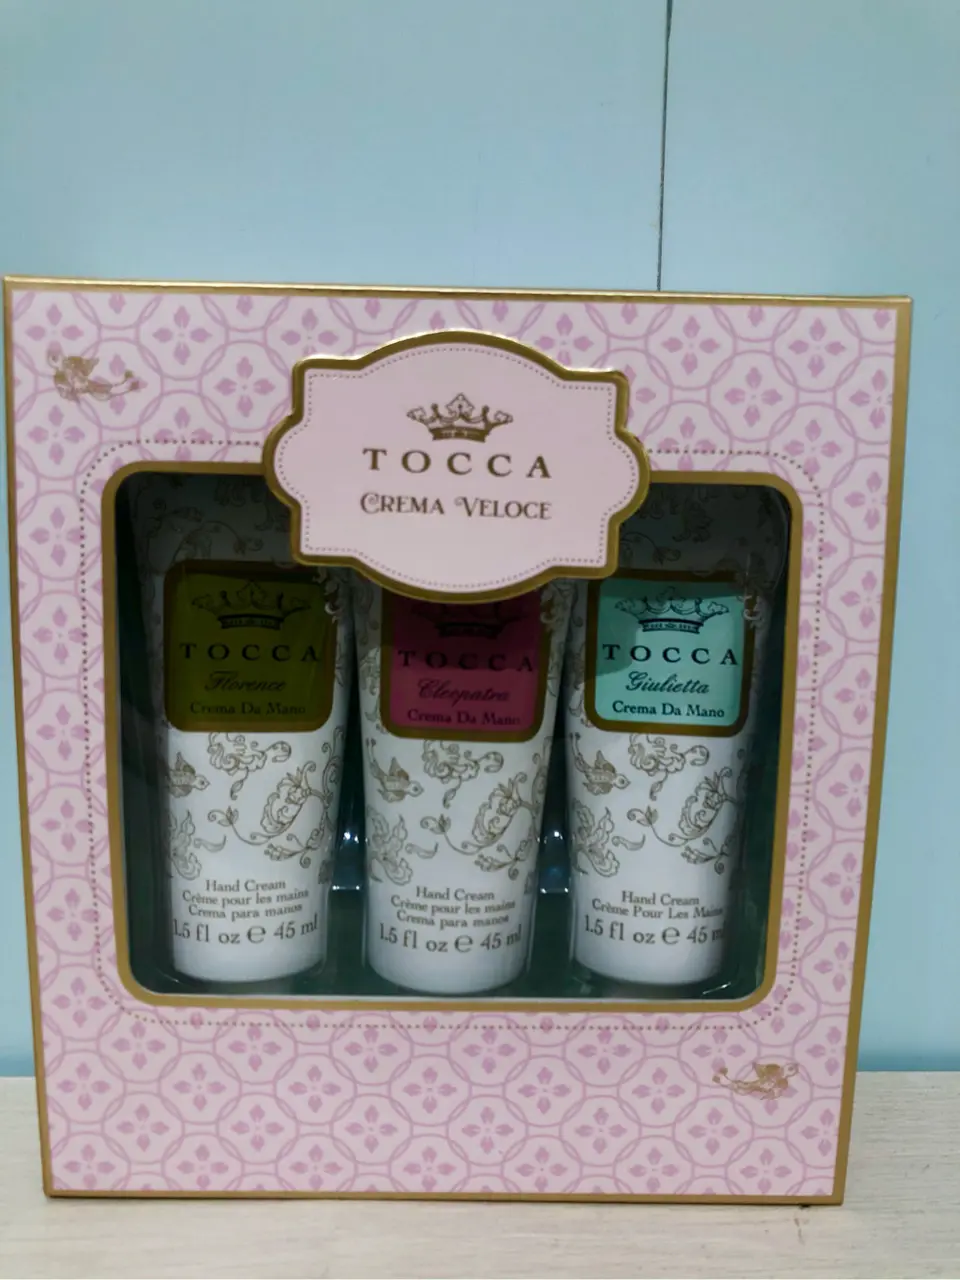 TOCCA
CREMA VELOCE
TOCCA
Florence
Crema Da Mano
Hand Cream
Crème pour les mains
Crema para manos
1.5 fl oz e 45 ml
TOCCA
Cleopatra
Crema Da Mano
Hand Cream
Crème pour les mains
Crema para manos
1.5 fl oz e 45 ml
TOCCA
Giulietta
Crema Da Mano
Hand Cream
Crème Pour Les Mains
1.5 fl oz e 45 m